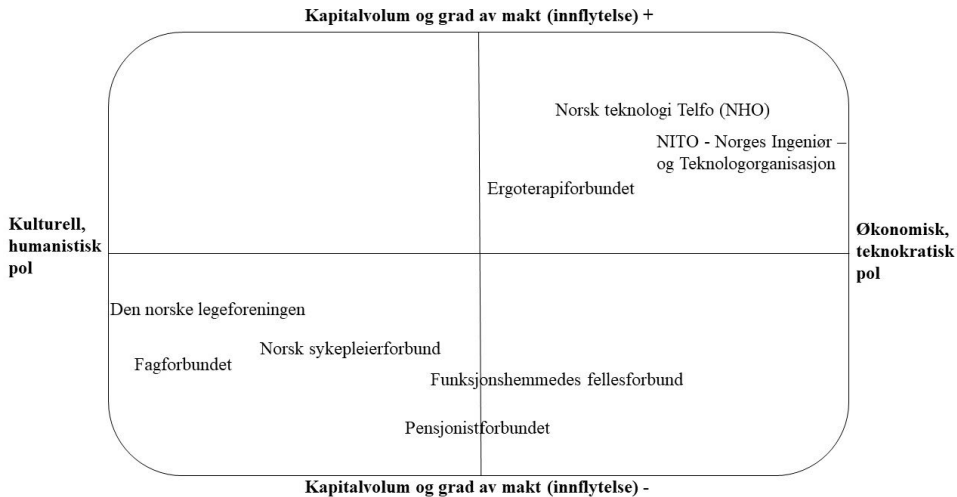 Kapitalvolum og grad av makt (innflytelse) +
Norsk teknologi Telfo (NHO)
NITO - Norges Ingeniør –
og Teknologorganisasjon
Ergoterapiforbundet
Kulturell,
humanistisk
pol
Økonomisk,
teknokratisk
pol
Den norske legeforeningen
Norsk sykepleierforbund
Fagforbundet
Funksjonshemmedes fellesforbund
Pensjonistforbundet
Kapitalvolum og grad av makt (innflytelse) -